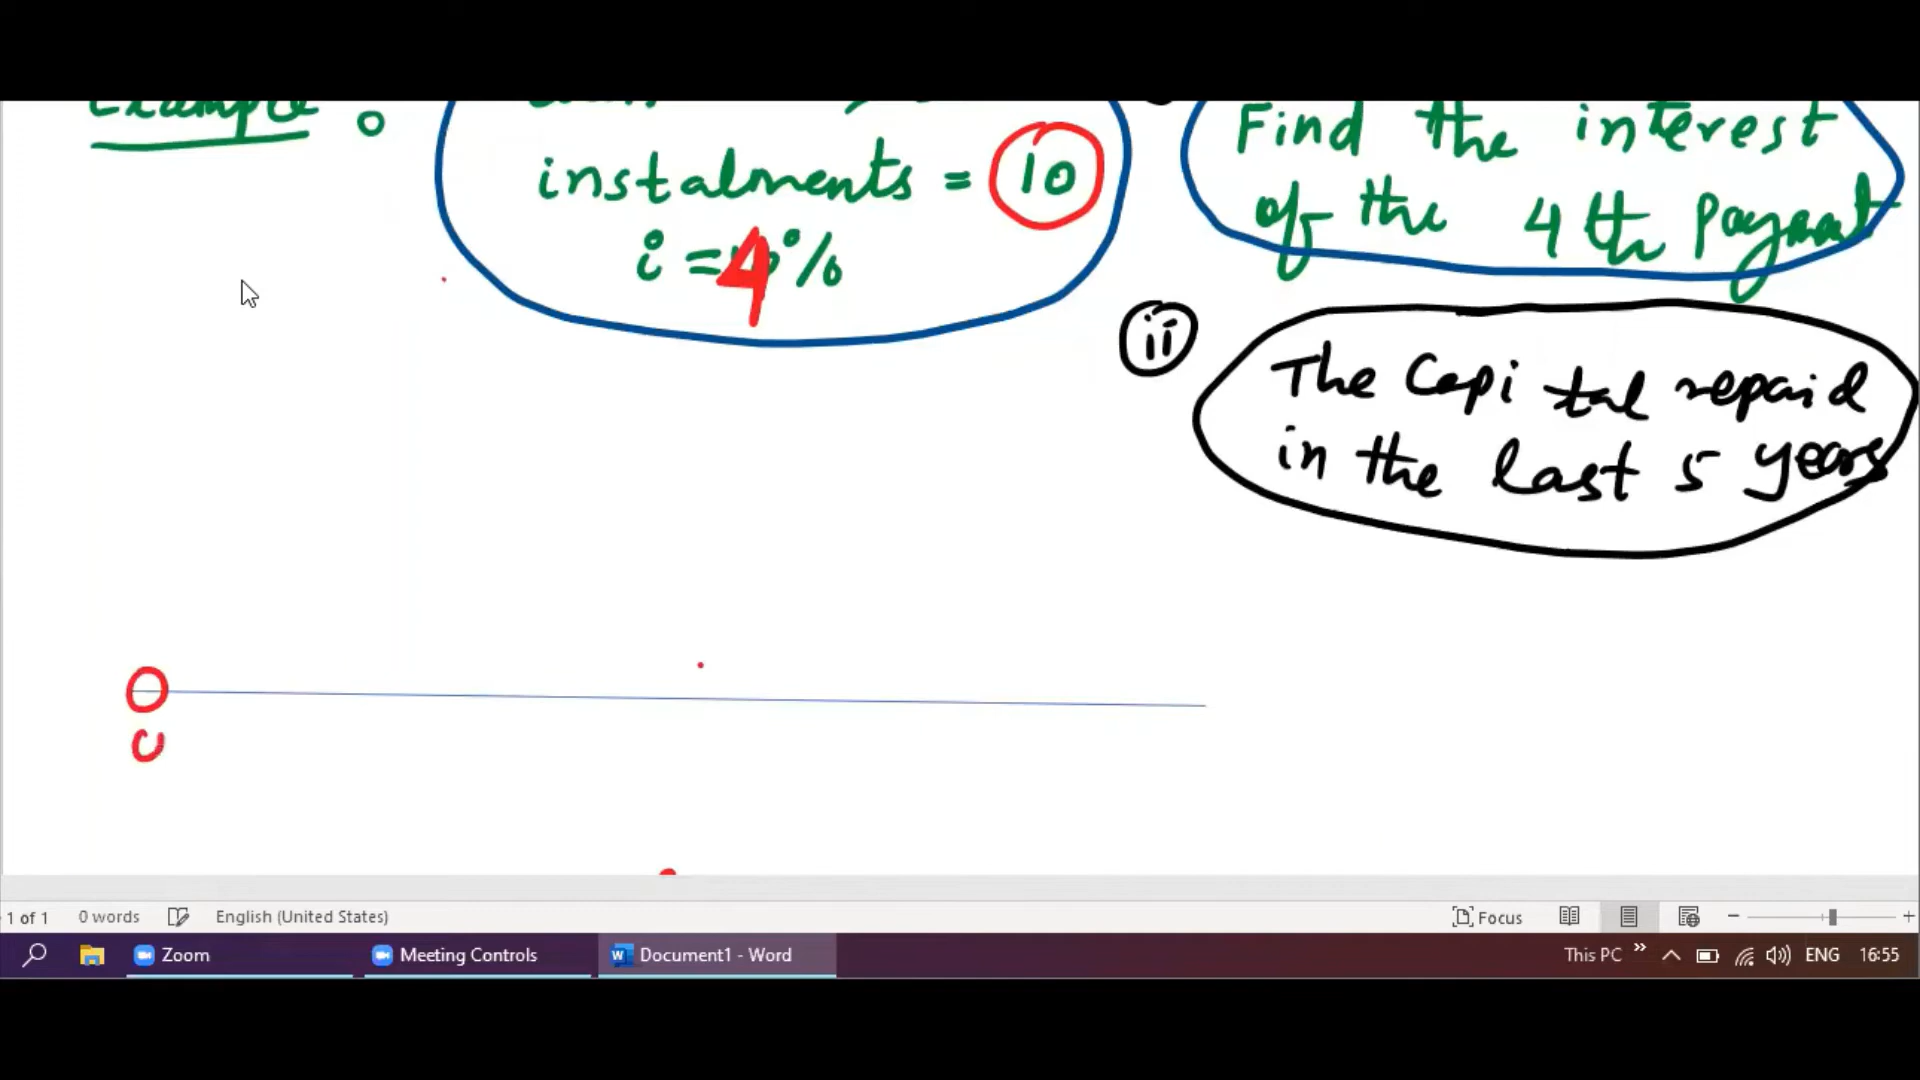 Example :
instalments = 10
i = 4%
Find the interest
of the 4th payment
ii
The Capital repaid
in the last 5 years
0
0
1 of 1 0 words English (United States) Focus
Zoom Meeting Controls Document1 - Word This PC » ENG 16:55